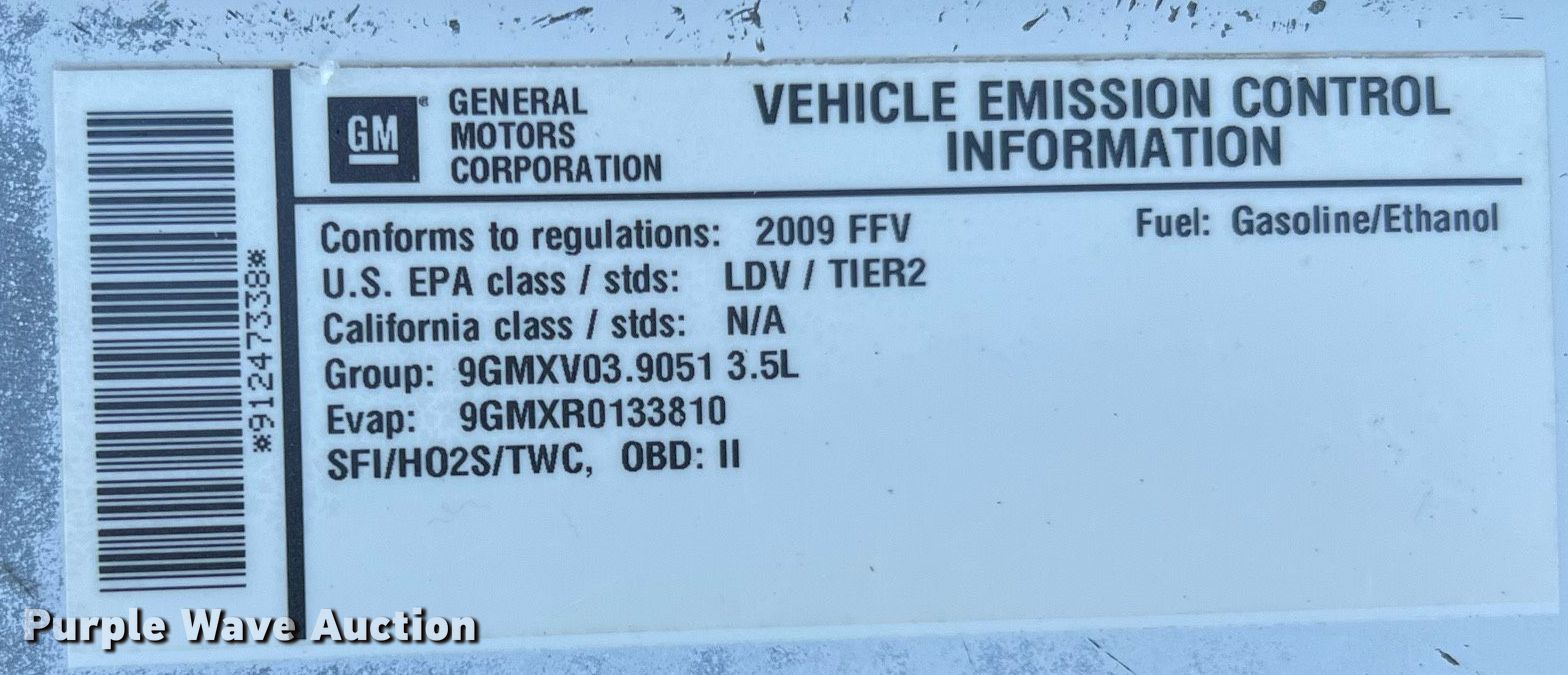 *91247338*
GM
GENERAL
MOTORS
CORPORATION
VEHICLE EMISSION CONTROL
INFORMATION
Conforms to regulations: 2009 FFV
Fuel: Gasoline/Ethanol
U.S. EPA class / stds: LDV / TIER2
California class / stds: N/A
Group: 9GMXV03.9051 3.5L
Evap: 9GMXR0133810
SFI/HO2S/TWC, OBD: II
Purple Wave Auction